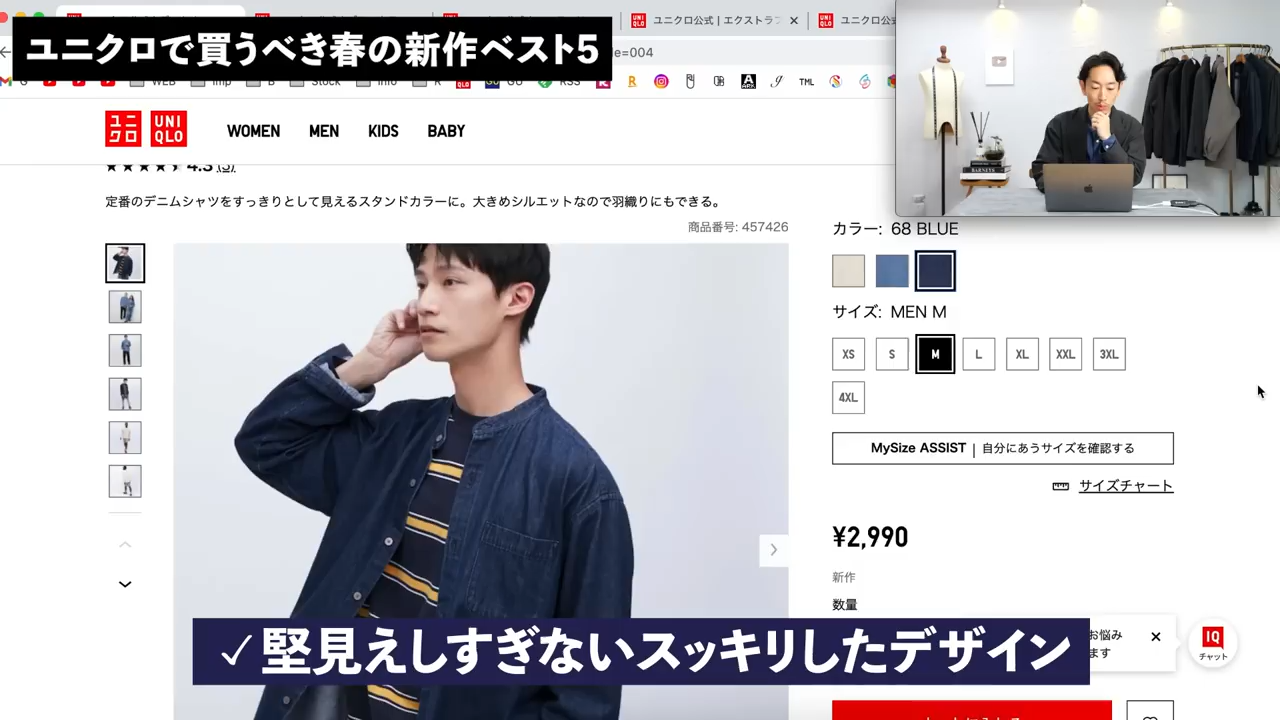 ユニクロで買うべき春の新作ベスト5
ユニクロ公式 | エクストラフ
ユニクロ公
le=004
WEB
Imp
B
Stock
Info
R
GU
RSS
TML
ユニクロ
UNI
QLO
WOMEN
MEN
KIDS
BABY
4.3 (3)
定番のデニムシャツをすっきりとして見えるスタンドカラーに。大きめシルエットなので羽織りにもできる。
商品番号: 457426
カラー: 68 BLUE
サイズ: MEN M
XS
S
M
L
XL
XXL
3XL
4XL
MySize ASSIST | 自分にあうサイズを確認する
サイズチャート
¥2,990
新作
数量
お悩み
ます
IQ
チャット
✓堅見えしすぎないスッキリしたデザイン